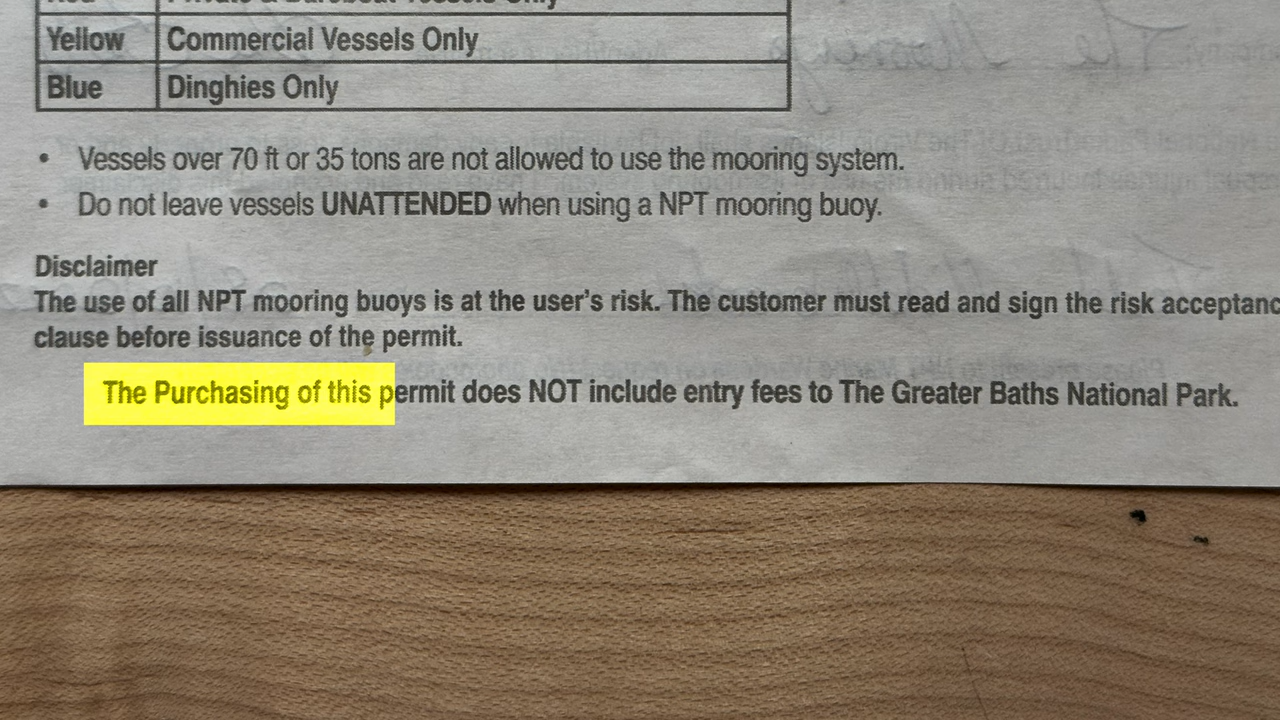 Yellow Commercial Vessels Only
Blue Dinghies Only
• Vessels over 70 ft or 35 tons are not allowed to use the mooring system.
• Do not leave vessels UNATTENDED when using a NPT mooring buoy.
Disclaimer
The use of all NPT mooring buoys is at the user's risk. The customer must read and sign the risk acceptanc
clause before issuance of the permit.
The Purchasing of this permit does NOT include entry fees to The Greater Baths National Park.